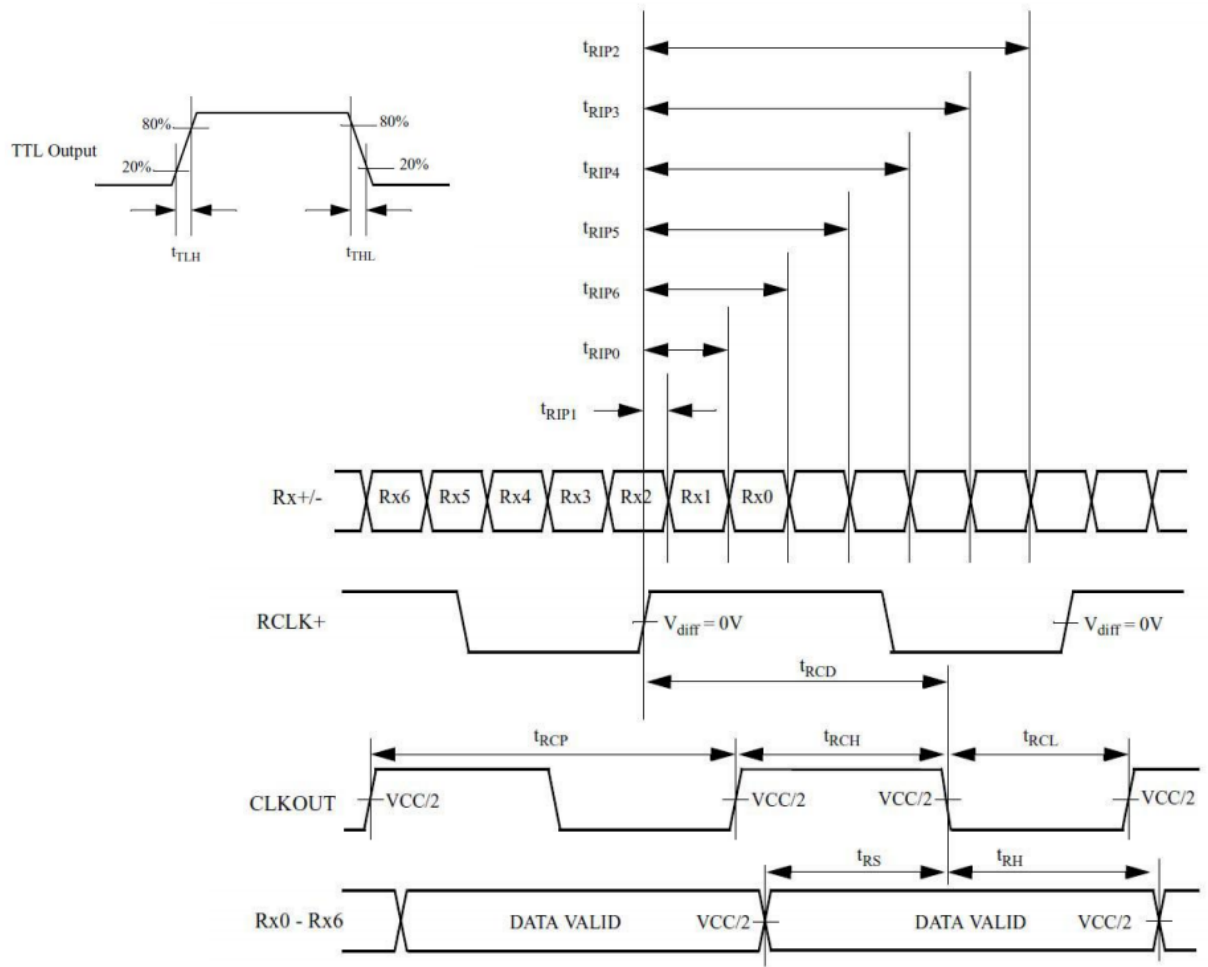 tRIP2
tRIP3
80%
80%
TTL Output
20%
20%
tRIP4
tRIP5
tTLH
tTHL
tRIP6
tRIP0
tRIP1
Rx+/-
Rx6
Rx5
Rx4
Rx3
Rx2
Rx1
Rx0
RCLK+
Vdiff = 0V
Vdiff = 0V
tRCD
tRCP
tRCH
tRCL
CLKOUT
VCC/2
VCC/2
VCC/2
VCC/2
tRS
tRH
Rx0 - Rx6
DATA VALID
VCC/2
DATA VALID
VCC/2